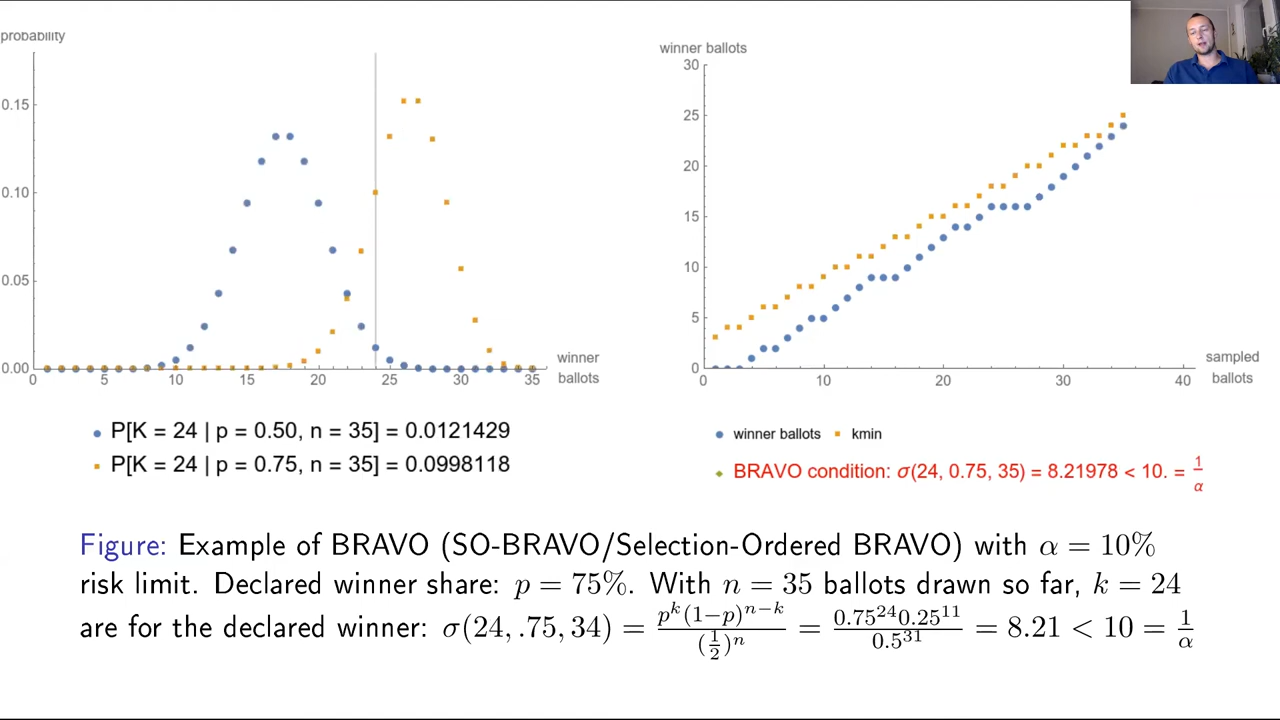 probability
0.15
0.10
0.05
0.00
0 5 10 15 20 25 30 35
winner
ballots
P[K = 24 | p = 0.50, n = 35] = 0.0121429
P[K = 24 | p = 0.75, n = 35] = 0.0998118
winner ballots
30
25
20
15
10
5
0
0 10 20 30 40
sampled
ballots
winner ballots kmin
BRAVO condition: σ(24, 0.75, 35) = 8.21978 < 10. = 1/α
Figure: Example of BRAVO (SO-BRAVO/Selection-Ordered BRAVO) with α = 10%
risk limit. Declared winner share: p = 75%. With n = 35 ballots drawn so far, k = 24
are for the declared winner: σ(24, .75, 34) = p^k(1−p)^{n−k}/(1/2)^n = 0.75^{24}0.25^{11}/0.5^{31} = 8.21 < 10 = 1/α